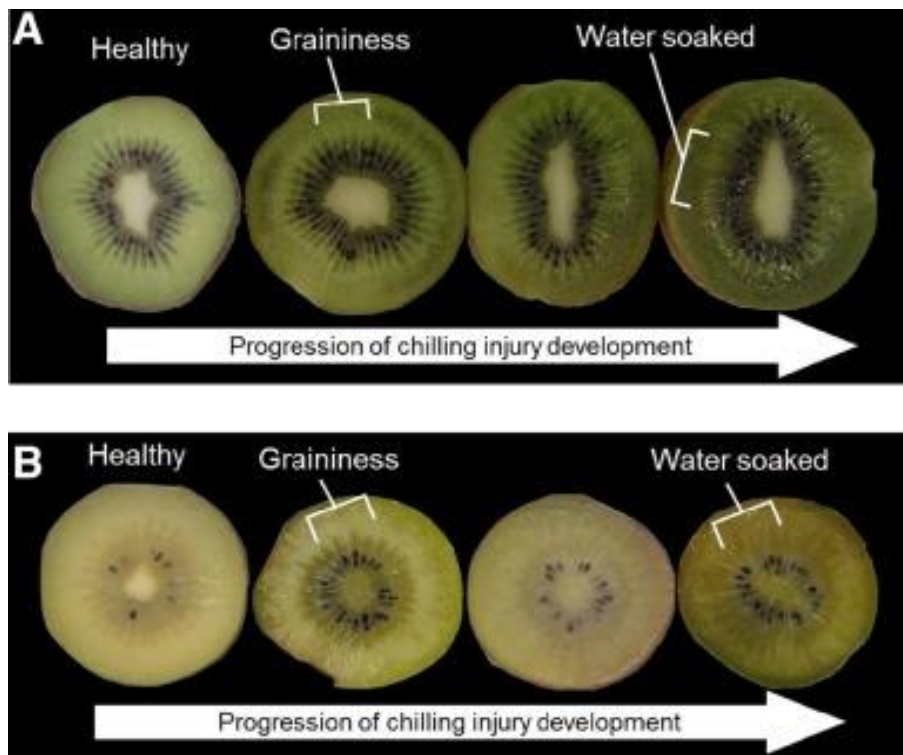 A
Healthy
Graininess
Water soaked
Progression of chilling injury development
B
Healthy
Graininess
Water soaked
Progression of chilling injury development